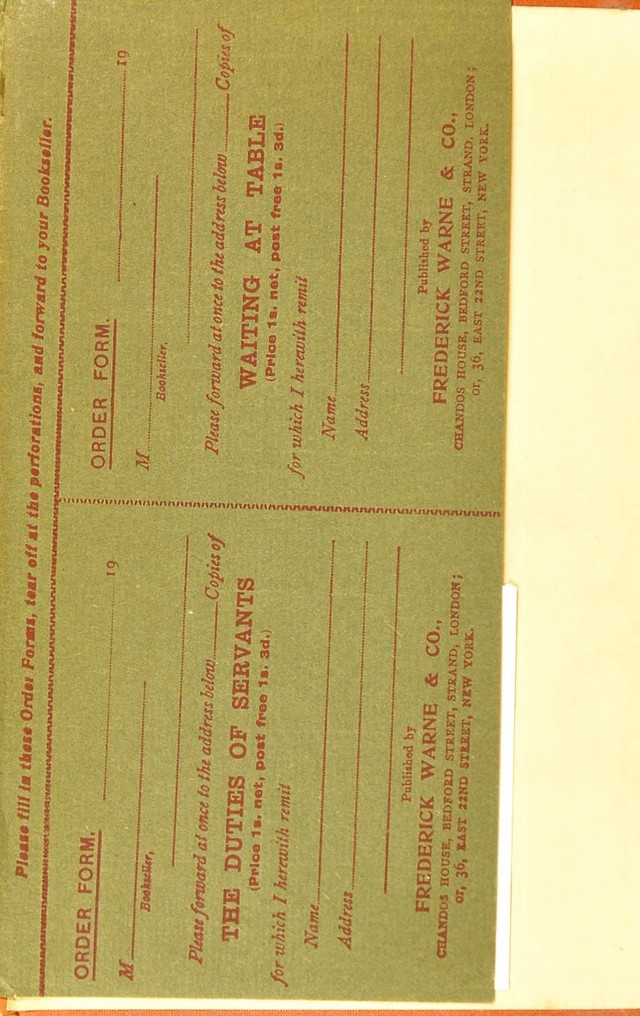 Please fill in these Order Forms, tear off at the perforations, and forward to your Bookseller.
ORDER FORM.
19
M
Bookseller,
Please forward at once to the address below Copies of
THE DUTIES OF SERVANTS
(Price 1s. net, post free 1s. 3d.)
for which I herewith remit
Name
Address
Published by
FREDERICK WARNE & CO.,
CHANDOS HOUSE, BEDFORD STREET, STRAND, LONDON;
or, 36, EAST 22ND STREET, NEW YORK.
ORDER FORM.
19
M
Bookseller,
Please forward at once to the address below Copies of
WAITING AT TABLE
(Price 1s. net, post free 1s. 3d.)
for which I herewith remit
Name
Address
Published by
FREDERICK WARNE & CO.,
CHANDOS HOUSE, BEDFORD STREET, STRAND, LONDON;
or, 36, EAST 22ND STREET, NEW YORK.